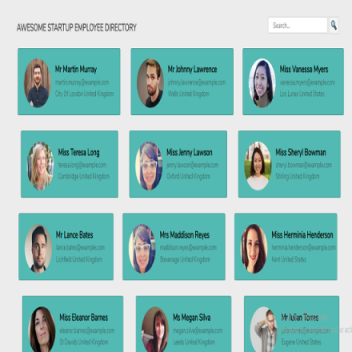 AWESOME STARTUP EMPLOYEE DIRECTORY
Search...
Mr Martin Murray
martin.murray@example.com
City Of London United Kingdom
Mr Johnny Lawrence
johnny.lawrence@example.com
Wells United Kingdom
Miss Vanessa Myers
vanessa.myers@example.com
United States
Miss Teresa Long
teresa.long@example.com
Cambridge United Kingdom
Miss Jenny Lawson
jenny.lawson@example.com
Oxford United Kingdom
Miss Sheryl Bowman
sheryl.bowman@example.com
Stirling United Kingdom
Mr Lance Bates
lance.bates@example.com
Lichfield United Kingdom
Mrs Maddison Reyes
maddison.reyes@example.com
Stevenage United Kingdom
Miss Herminia Henderson
herminia.henderson@example.com
Kent United States
Miss Eleanor Barnes
eleanor.barnes@example.com
St Davids United Kingdom
Ms Megan Silva
megan.silva@example.com
Leeds United Kingdom
Mr Julian Torres
Eugene United States